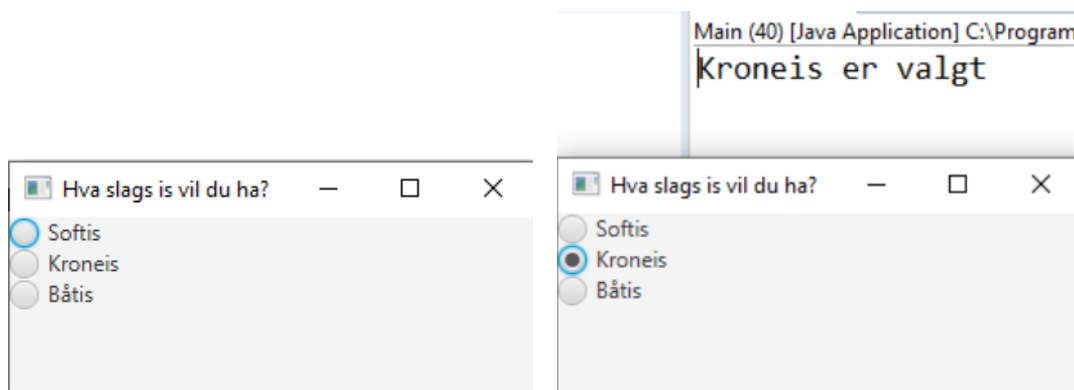 Main (40) [Java Application] C:\Program
Kroneis er valgt
Hva slags is vil du ha?
Softis
Kroneis
Båtis
Hva slags is vil du ha?
Softis
Kroneis
Båtis